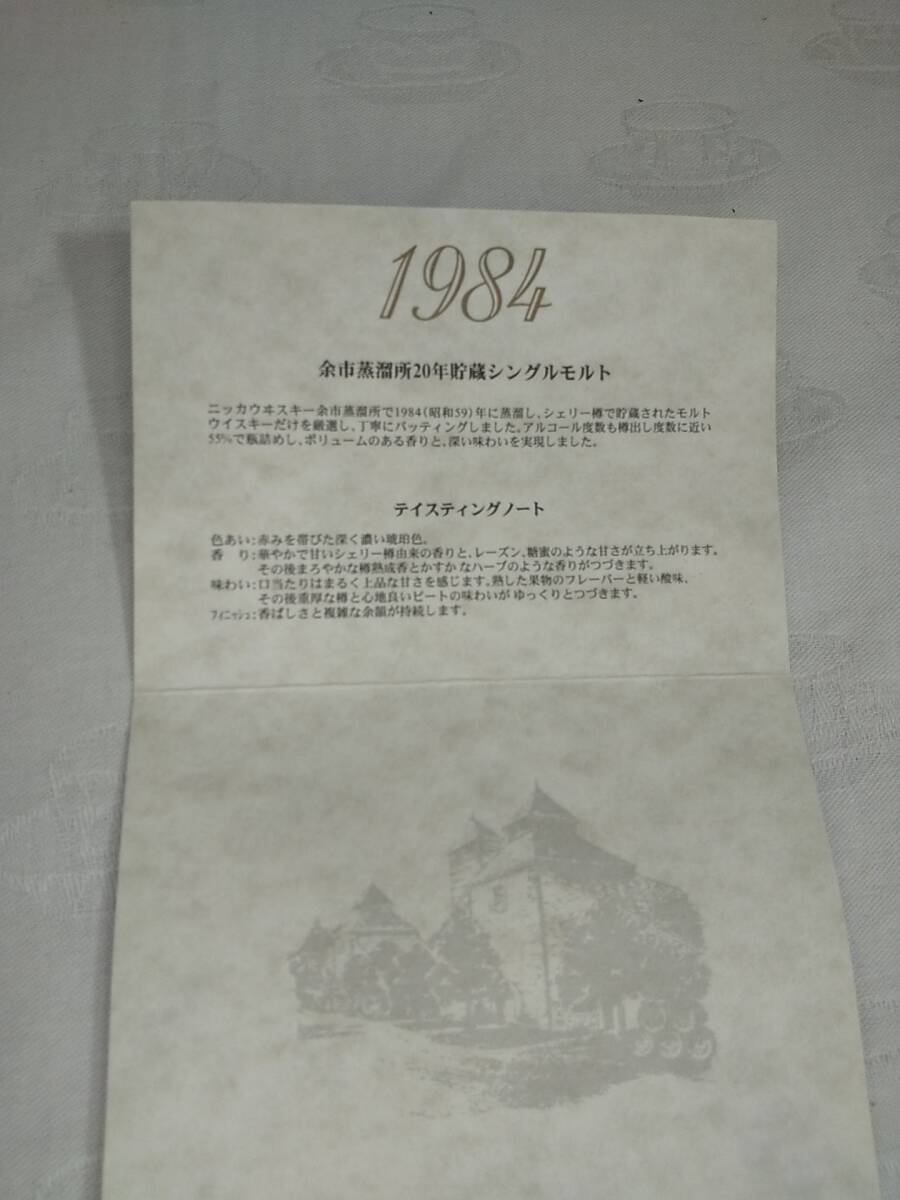 1984
余市蒸溜所20年貯蔵シングルモルト
ニッカウヰスキー余市蒸溜所で1984(昭和59)年に蒸溜し、シェリー樽で貯蔵されたモルト
ウイスキーだけを厳選し、丁寧にバッティングしました。アルコール度数も樽出し度数に近い
55%で瓶詰めし、ボリュームのある香りと、深い味わいを実現しました。
テイスティングノート
色あい:赤みを帯びた深く濃い琥珀色。
香 り:華やかで甘いシェリー樽由来の香りと、レーズン、糖蜜のような甘さが立ち上がります。
その後まろやかな樽熟成香とかすかなハーブのような香りがつづきます。
味わい:口当たりはまるく上品な甘さを感じます。熟した果物のフレーバーと軽い酸味、
その後重厚な樽と心地良いピートの味わいがゆっくりとつづきます。
フィニッシュ:香ばしさと複雑な余韻が持続します。